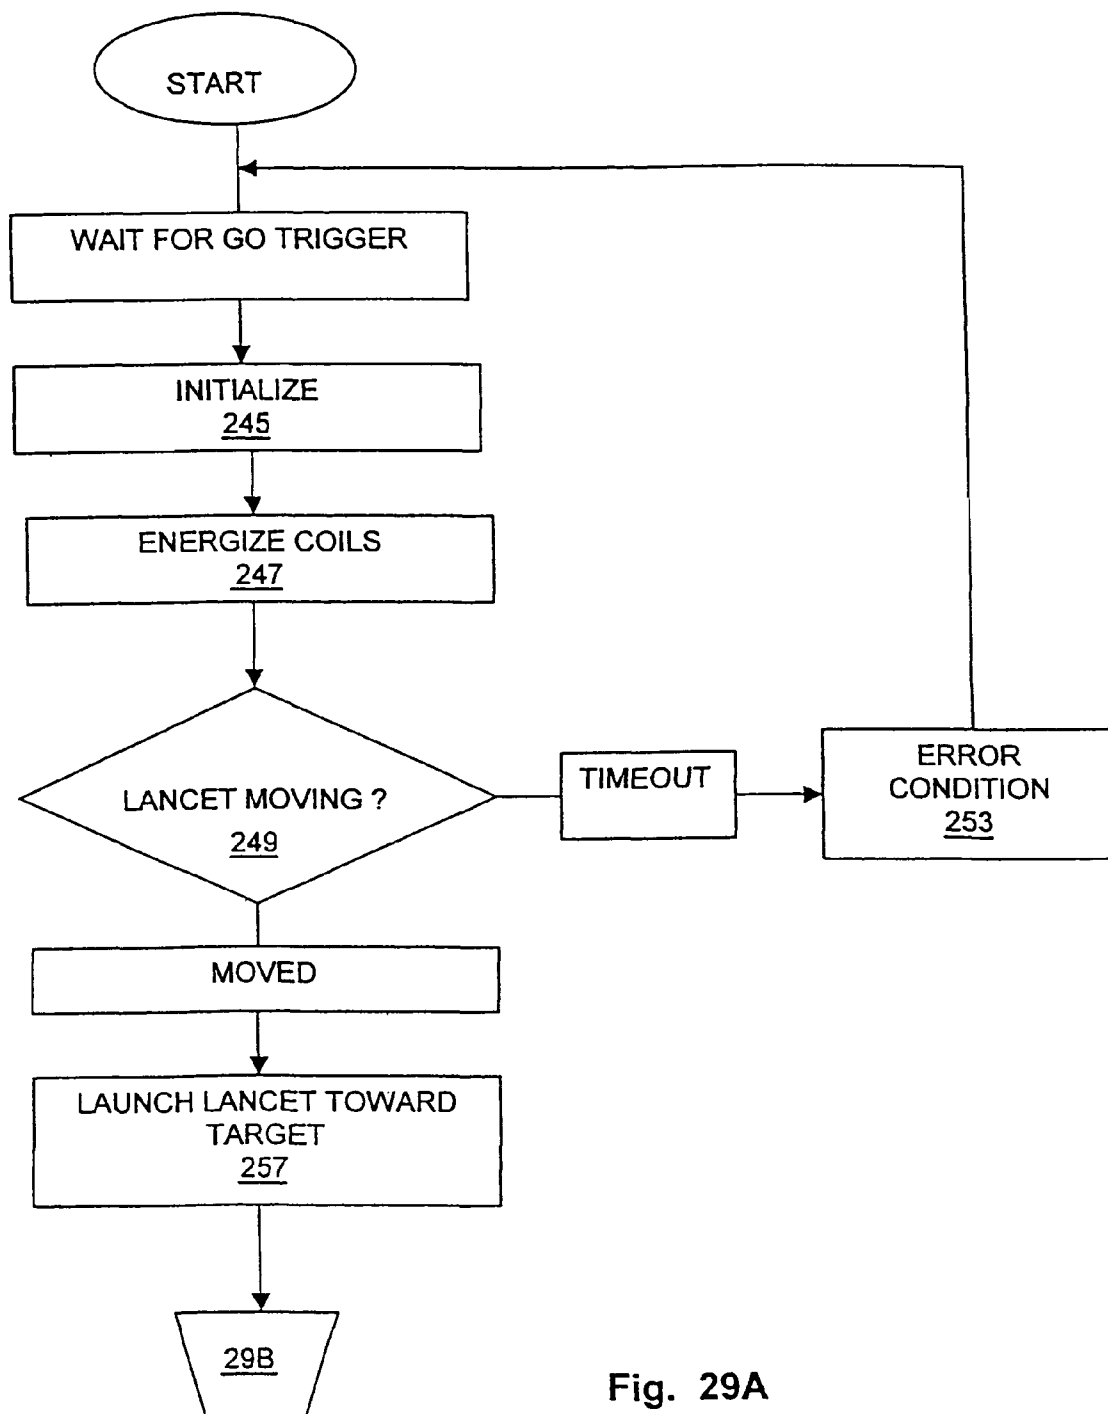 START
WAIT FOR GO TRIGGER
INITIALIZE
245
ENERGIZE COILS
247
LANCET MOVING ?
249
TIMEOUT
ERROR
CONDITION
253
MOVED
LAUNCH LANCET TOWARD
TARGET
257
29B
Fig. 29A